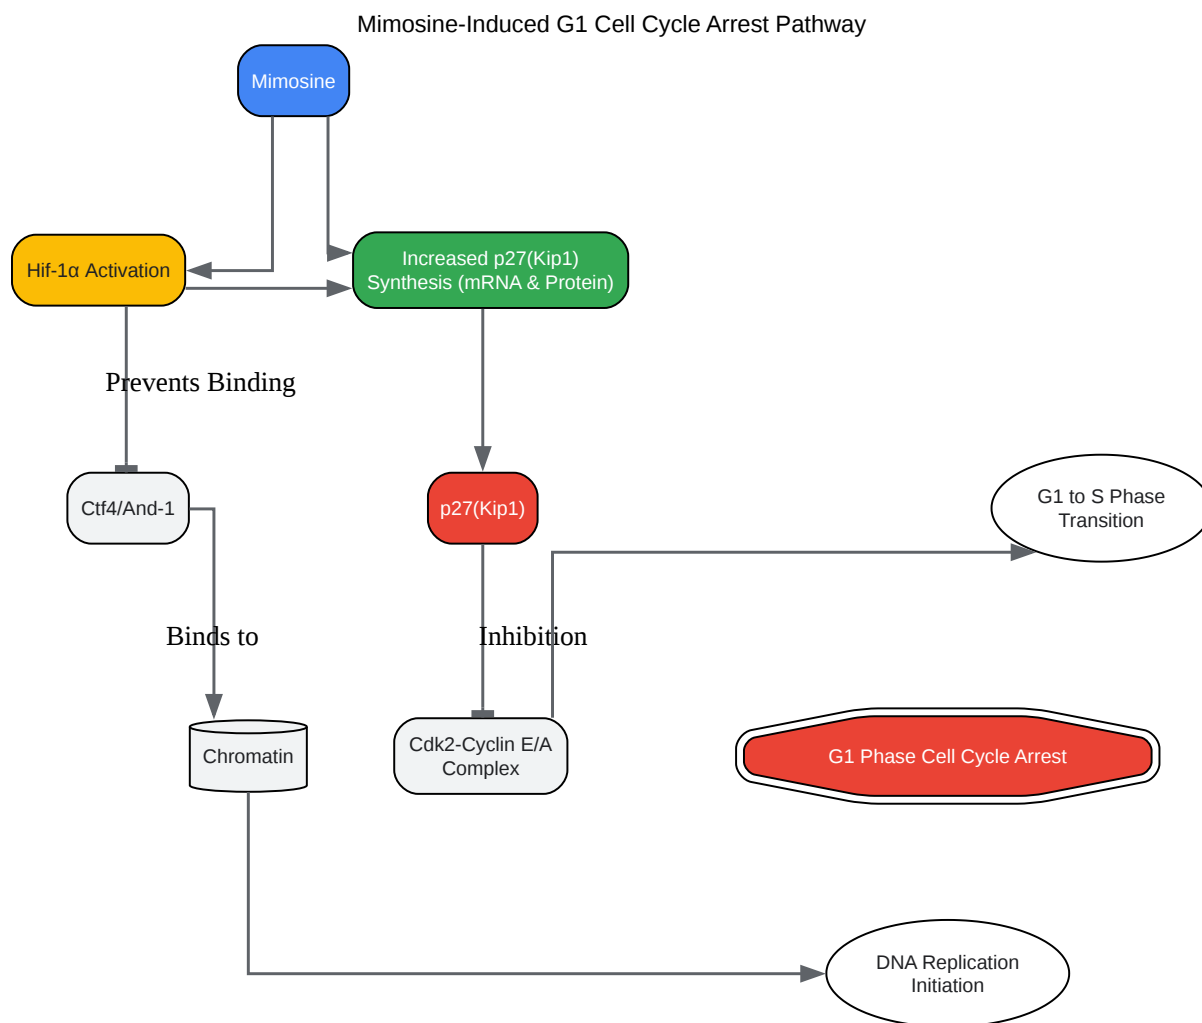 Mimosine-Induced G1 Cell Cycle Arrest Pathway
Mimosine
Hif-1α Activation
Increased p27(Kip1)
Synthesis (mRNA & Protein)
Prevents Binding
Ctf4/And-1
p27(Kip1)
G1 to S Phase
Transition
Binds to
Inhibition
Chromatin
Cdk2-Cyclin E/A
Complex
G1 Phase Cell Cycle Arrest
DNA Replication
Initiation